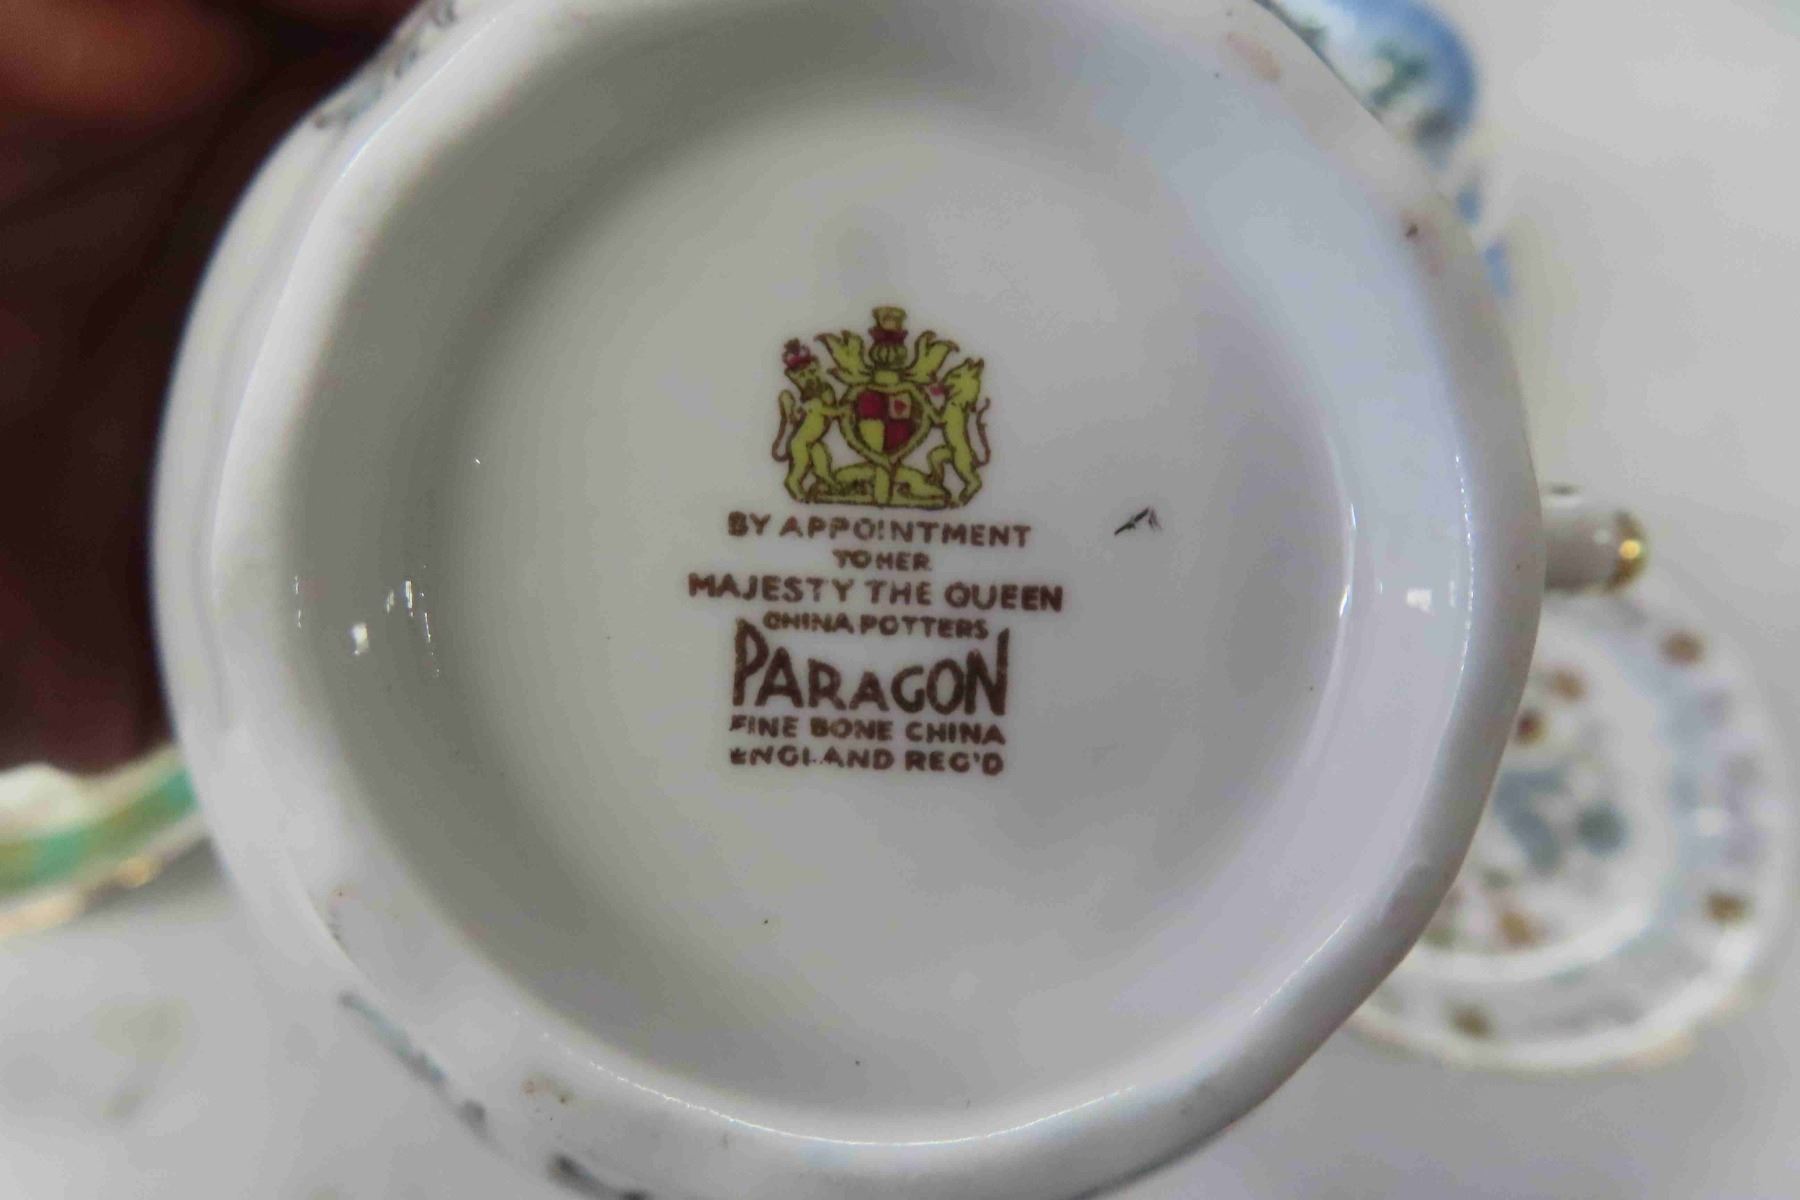 BY APPOINTMENT
TO HER
MAJESTY THE QUEEN
CHINA POTTERS
PARAGON
FINE BONE CHINA
ENGLAND REG'D